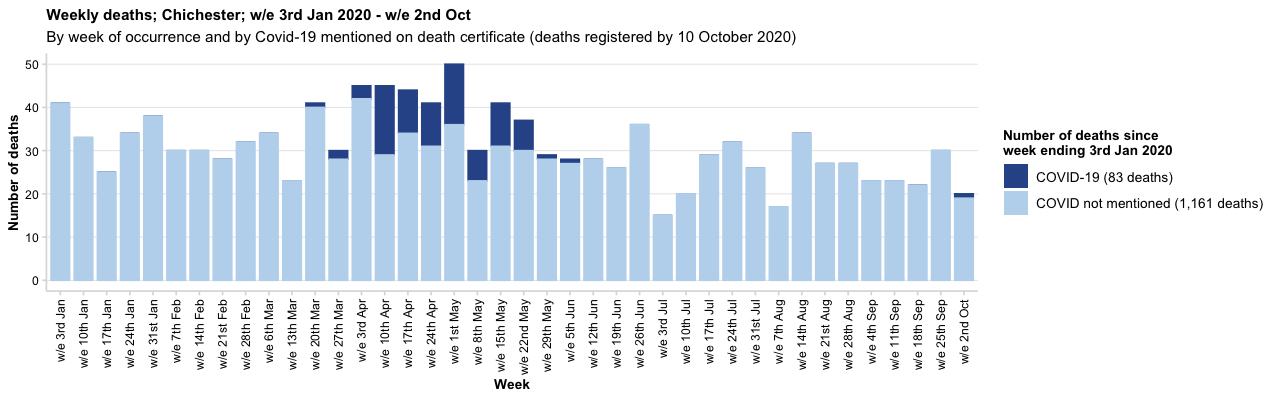 Weekly deaths; Chichester; w/e 3rd Jan 2020 - w/e 2nd Oct
By week of occurrence and by Covid-19 mentioned on death certificate (deaths registered by 10 October 2020)
Number of deaths
50
40
30
20
10
0
w/e 3rd Jan
w/e 10th Jan
w/e 17th Jan
w/e 24th Jan
w/e 31st Jan
w/e 7th Feb
w/e 14th Feb
w/e 21st Feb
w/e 28th Feb
w/e 6th Mar
w/e 13th Mar
w/e 20th Mar
w/e 27th Mar
w/e 3rd Apr
w/e 10th Apr
w/e 17th Apr
w/e 24th Apr
w/e 1st May
w/e 8th May
w/e 15th May
w/e 22nd May
w/e 29th May
w/e 5th Jun
w/e 12th Jun
w/e 19th Jun
w/e 26th Jun
w/e 3rd Jul
w/e 10th Jul
w/e 17th Jul
w/e 24th Jul
w/e 31st Jul
w/e 7th Aug
w/e 14th Aug
w/e 21st Aug
w/e 28th Aug
w/e 4th Sep
w/e 11th Sep
w/e 18th Sep
w/e 25th Sep
w/e 2nd Oct
Week
Number of deaths since
week ending 3rd Jan 2020
COVID-19 (83 deaths)
COVID not mentioned (1,161 deaths)